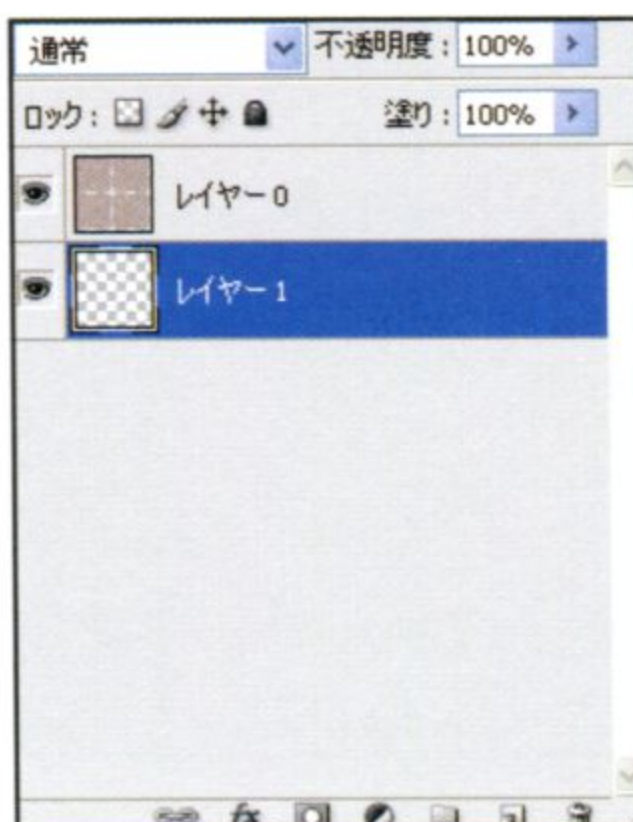 通常 不透明度 : 100%
ロック : 塗り : 100%
レイヤー 0
レイヤー 1